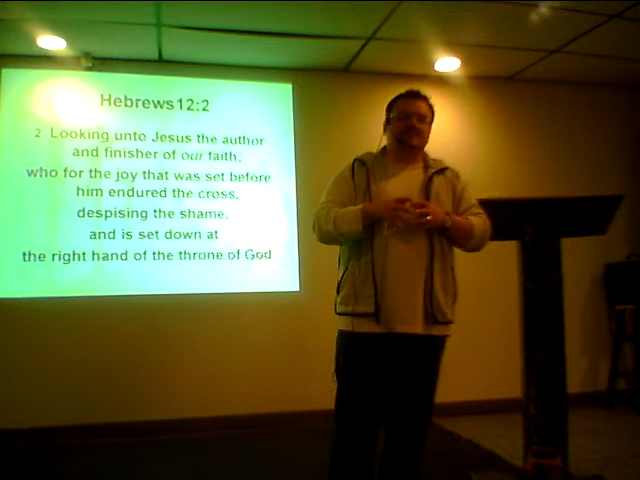 Hebrews12:2
2 Looking unto Jesus the author
and finisher of our faith,
who for the joy that was set before
him endured the cross,
despising the shame,
and is set down at
the right hand of the throne of God